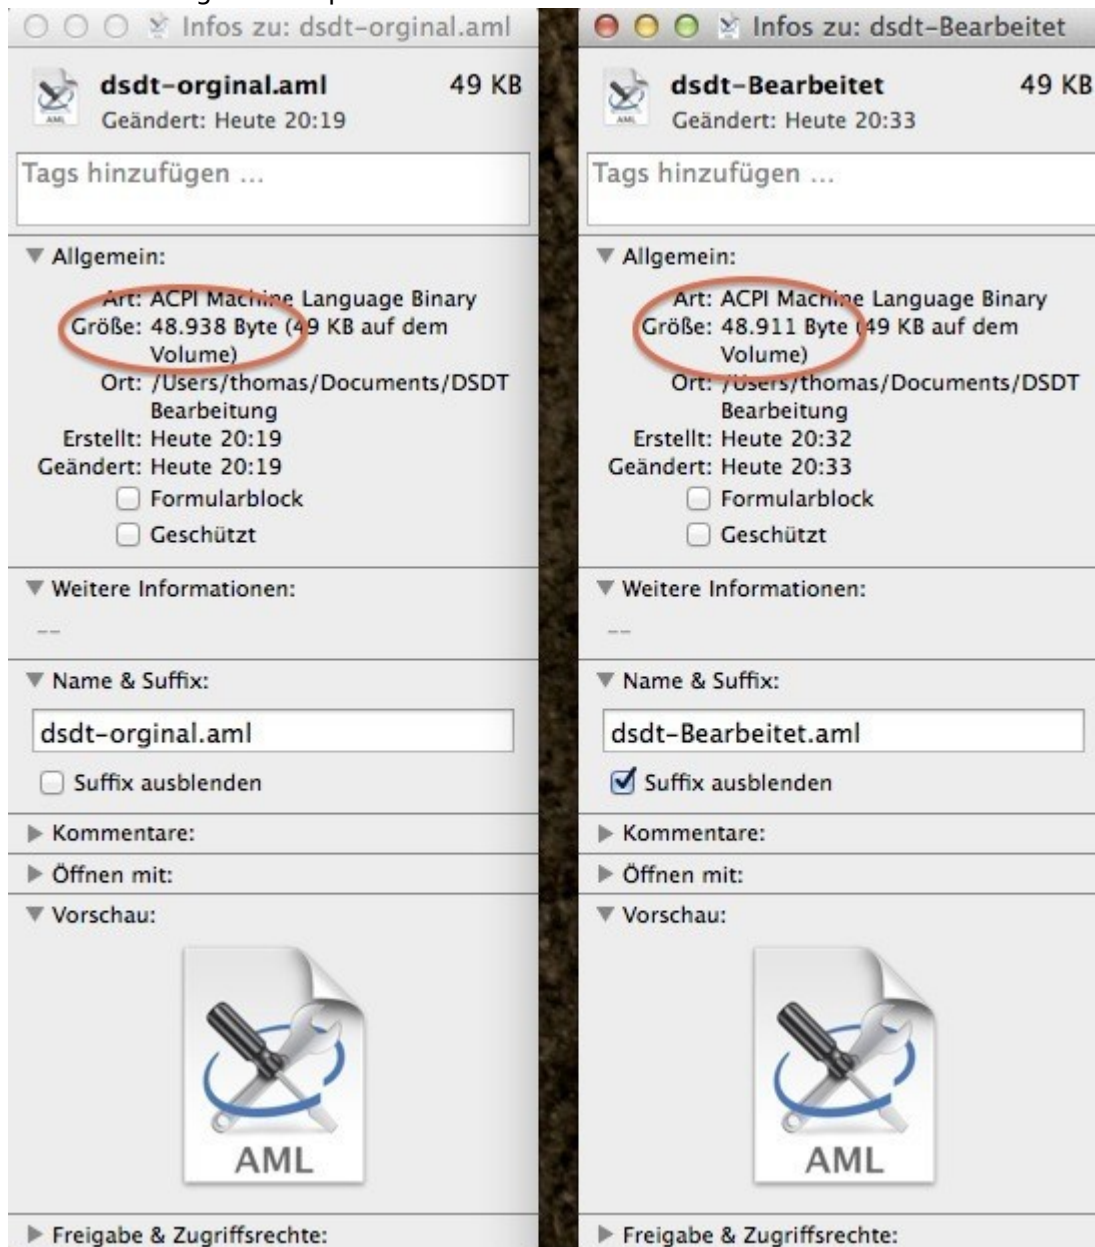 Infos zu: dsdt-orginal.aml
dsdt-orginal.aml 49 KB
Geändert: Heute 20:19
Tags hinzufügen ...
Allgemein:
Art: ACPI Machine Language Binary
Größe: 48.938 Byte (49 KB auf dem
Volume)
Ort: /Users/thomas/Documents/DSDT
Bearbeitung
Erstellt: Heute 20:19
Geändert: Heute 20:19
Formularblock
Geschützt
Weitere Informationen:
--
Name & Suffix:
dsdt-orginal.aml
Suffix ausblenden
Kommentare:
Öffnen mit:
Vorschau:
AML
Freigabe & Zugriffsrechte:
Infos zu: dsdt-Bearbeitet
dsdt-Bearbeitet 49 KB
Geändert: Heute 20:33
Tags hinzufügen ...
Allgemein:
Art: ACPI Machine Language Binary
Größe: 48.911 Byte (49 KB auf dem
Volume)
Ort: /Users/thomas/Documents/DSDT
Bearbeitung
Erstellt: Heute 20:32
Geändert: Heute 20:33
Formularblock
Geschützt
Weitere Informationen:
--
Name & Suffix:
dsdt-Bearbeitet.aml
Suffix ausblenden
Kommentare:
Öffnen mit:
Vorschau:
AML
Freigabe & Zugriffsrechte: